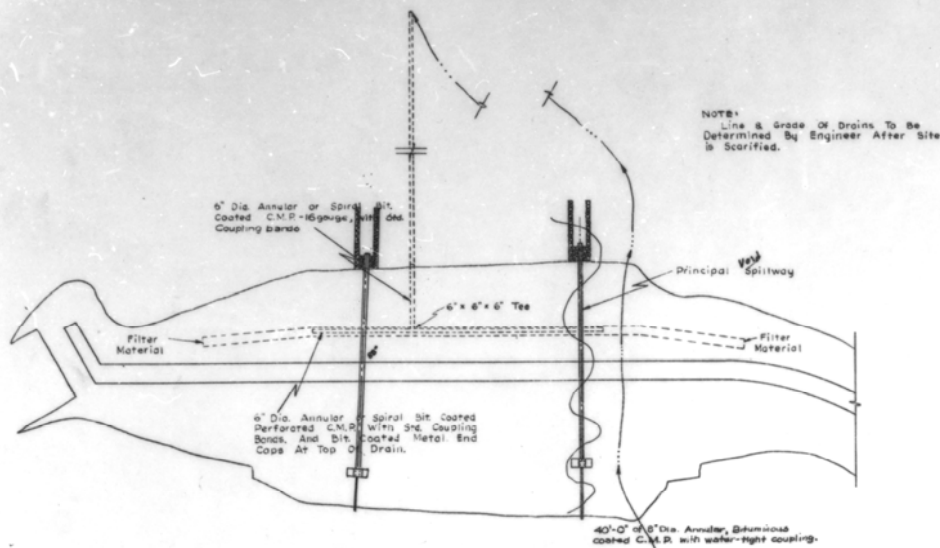 NOTE:
Line & Grade Of Drains To Be
Determined By Engineer After Site
is Scarified.
6" Dia. Annular or Spiral Bit.
Coated C.M.P.-16 gauge, with Std.
Coupling bands
Void
Principal Spillway
6" x 6" x 6" Tee
Filter
Material
Filter
Material
6" Dia. Annular or Spiral Bit Coated
Perforated C.M.P. With Std. Coupling
Bands. And Bit. Coated Metal End
Caps At Top Of Drain.
40'-0" of 8" Dia. Annular, Bituminous
coated C.M.P. with water-tight coupling.